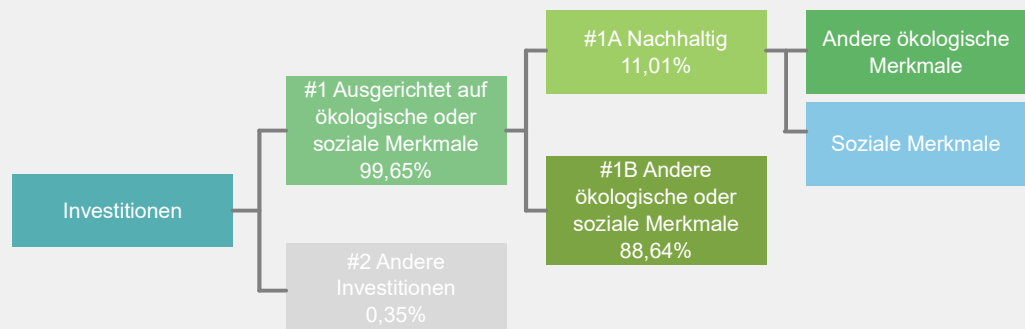 Investitionen
#1 Ausgerichtet auf
ökologische oder
soziale Merkmale
99,65%
#2 Andere
Investitionen
0,35%
#1A Nachhaltig
11,01%
#1B Andere
ökologische oder
soziale Merkmale
88,64%
Andere ökologische
Merkmale
Soziale Merkmale